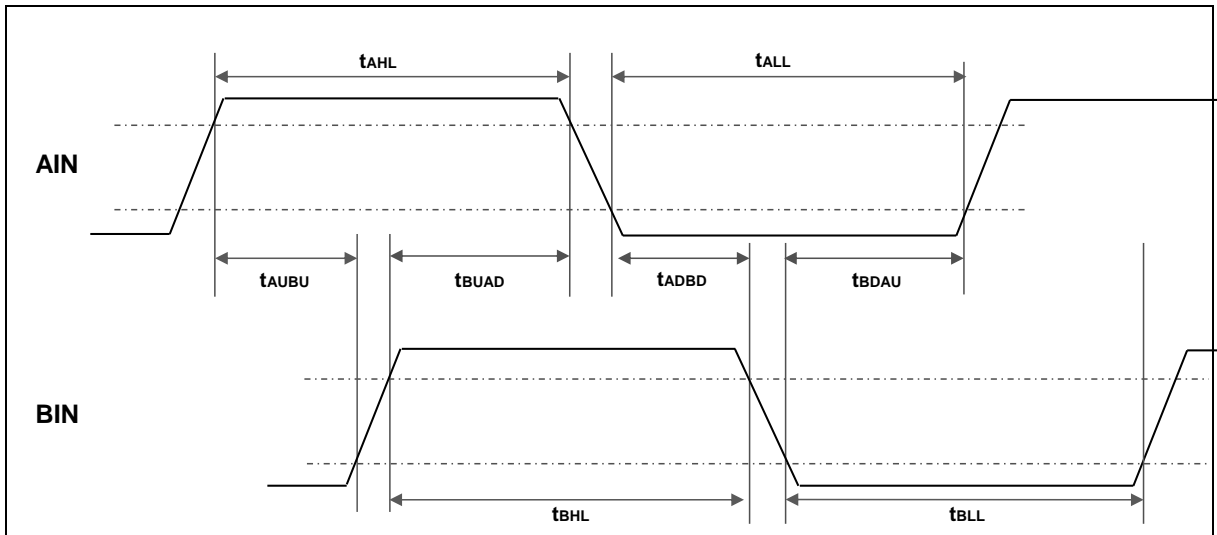 tAHL
tALL
AIN
tAUBU
tBUAD
tADBD
tBDAU
BIN
tBHL
tBLL